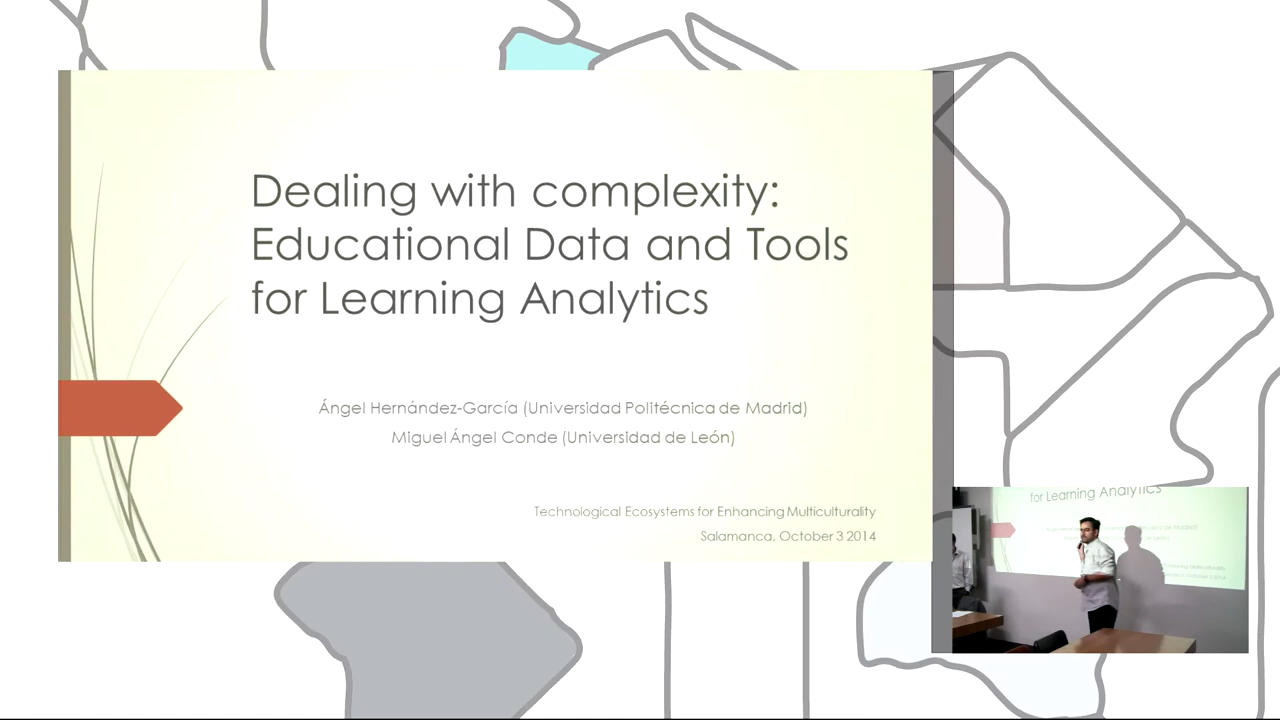 Dealing with complexity:
Educational Data and Tools
for Learning Analytics
Ángel Hernández-García (Universidad Politécnica de Madrid)
Miguel Ángel Conde (Universidad de León)
Technological Ecosystems for Enhancing Multiculturality
Salamanca, October 3 2014
for Learning Analytics